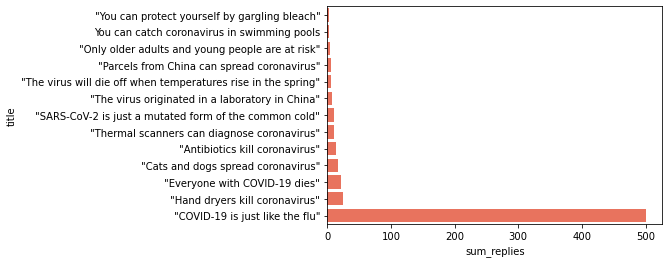 "You can protect yourself by gargling bleach"
You can catch coronavirus in swimming pools
"Only older adults and young people are at risk"
"Parcels from China can spread coronavirus"
"The virus will die off when temperatures rise in the spring"
"The virus originated in a laboratory in China"
"SARS-CoV-2 is just a mutated form of the common cold"
"Thermal scanners can diagnose coronavirus"
"Antibiotics kill coronavirus"
"Cats and dogs spread coronavirus"
"Everyone with COVID-19 dies"
"Hand dryers kill coronavirus"
"COVID-19 is just like the flu"
title
0 100 200 300 400 500
sum_replies